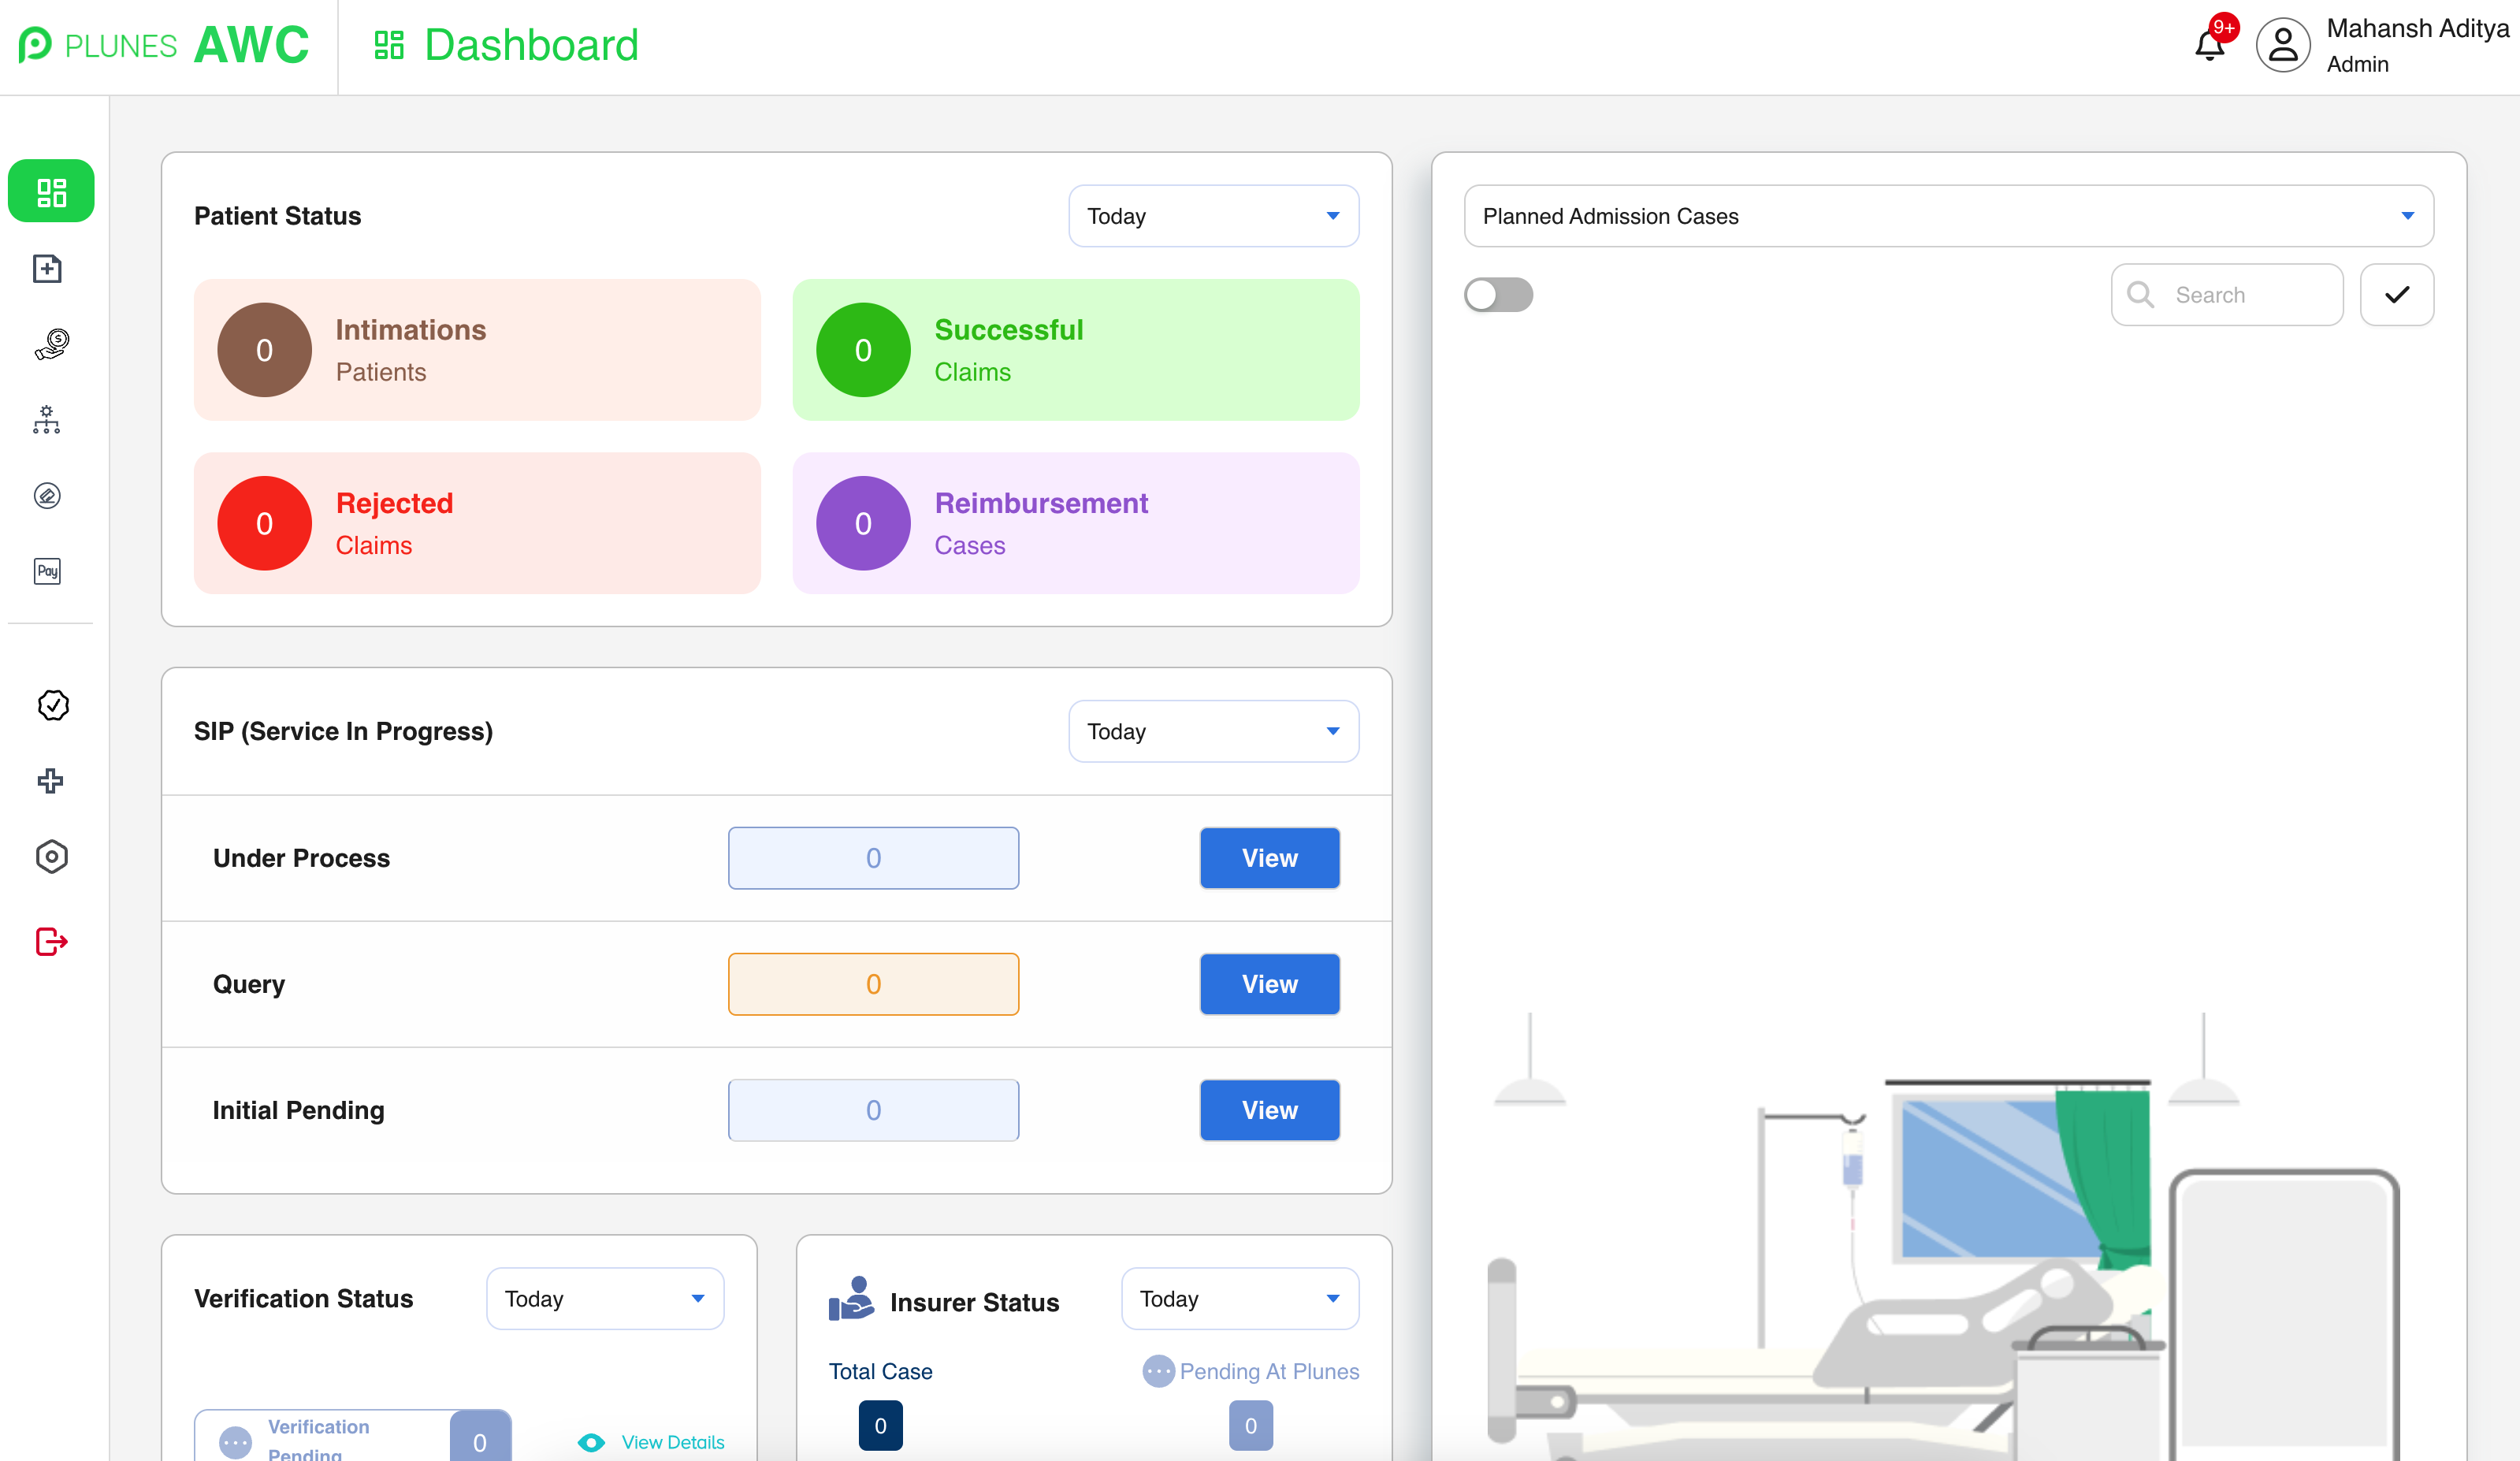 PLUNES AWC
Dashboard
9+
Mahansh Aditya
Admin
Patient Status
Today
0
Intimations
Patients
0
Successful
Claims
0
Rejected
Claims
0
Reimbursement
Cases
Pay
SIP (Service In Progress)
Today
Under Process
0
View
Query
0
View
Initial Pending
0
View
Verification Status
Today
Verification
Pending
0
View Details
Insurer Status
Today
Total Case
0
Pending At Plunes
0
Planned Admission Cases
Search